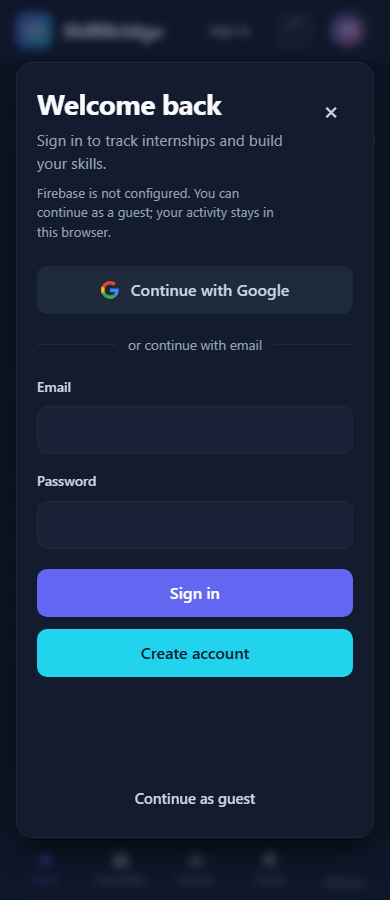 Welcome back
Sign in to track internships and build
your skills.
Firebase is not configured. You can
continue as a guest; your activity stays in
this browser.
Continue with Google
or continue with email
Email
Password
Sign in
Create account
Continue as guest